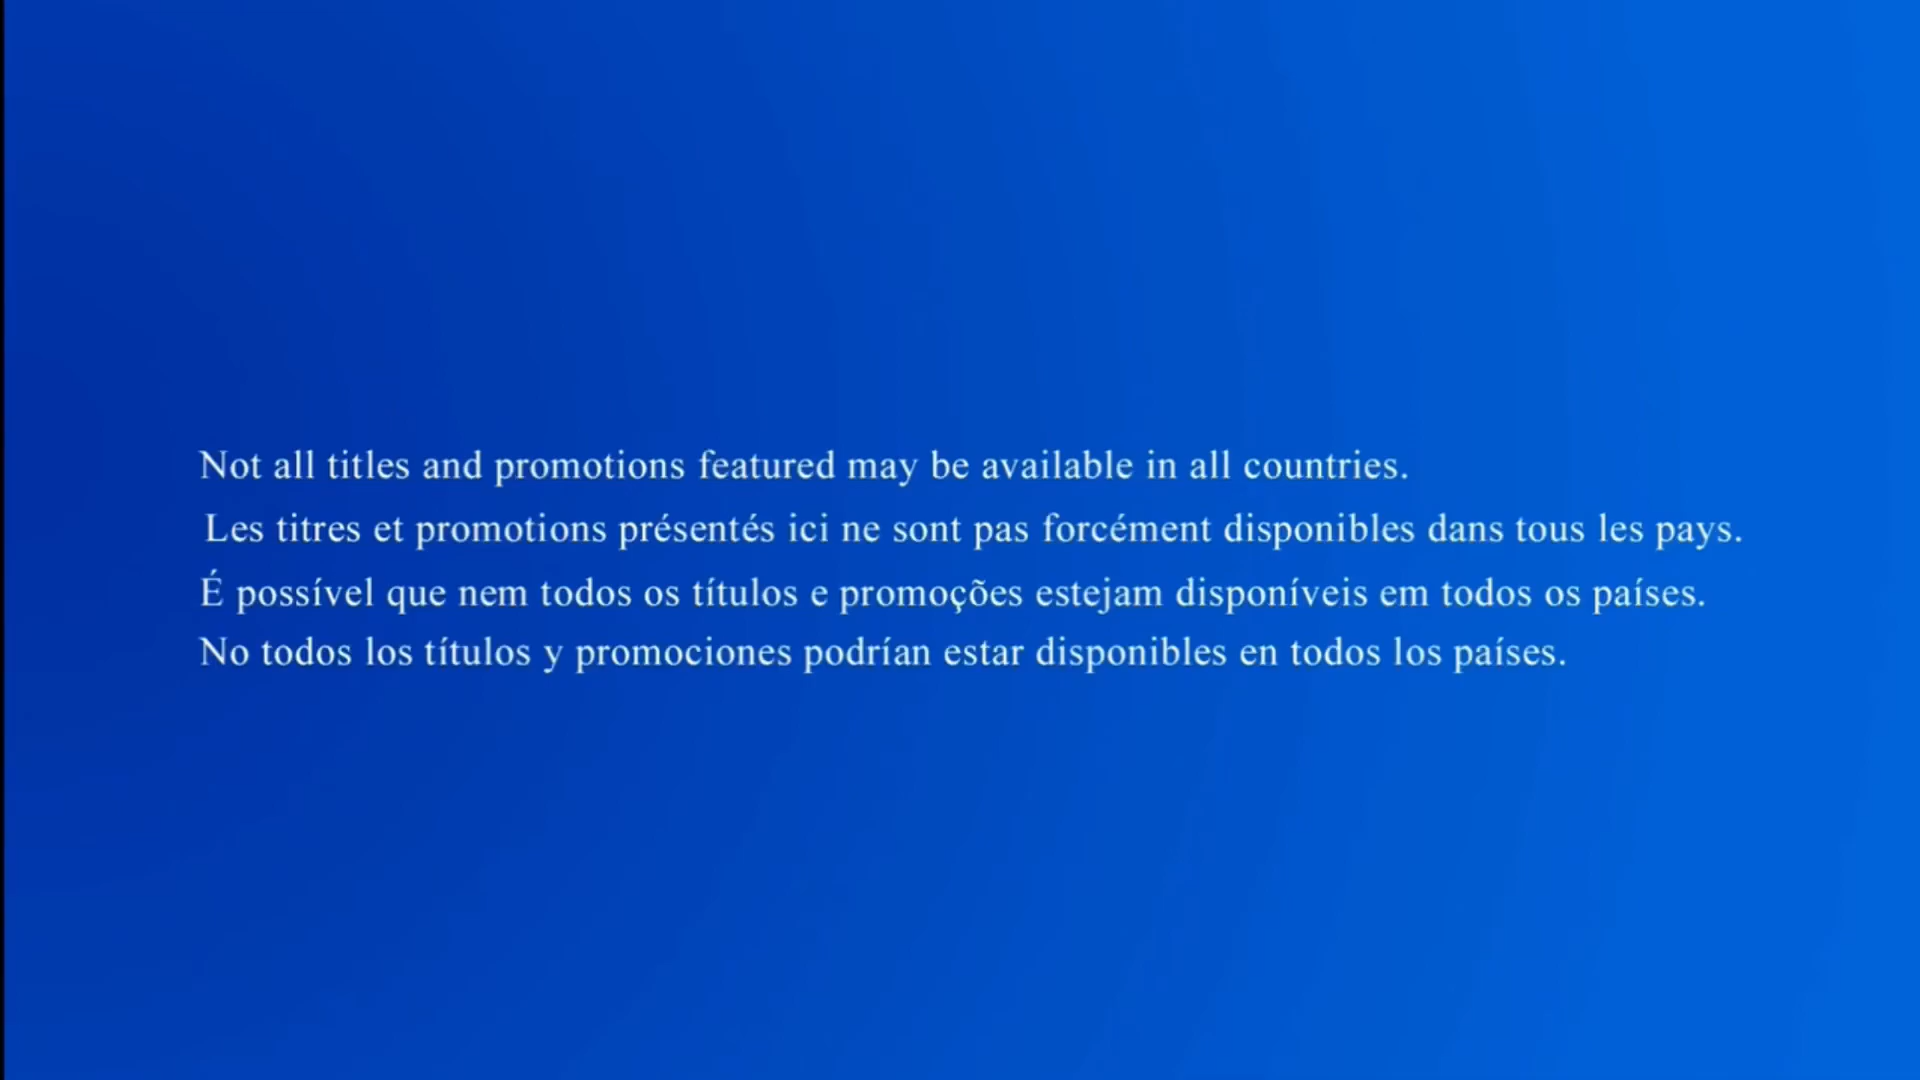 Not all titles and promotions featured may be available in all countries.
Les titres et promotions présentés ici ne sont pas forcément disponibles dans tous les pays.
É possível que nem todos os títulos e promoções estejam disponíveis em todos os países.
No todos los títulos y promociones podrían estar disponibles en todos los países.